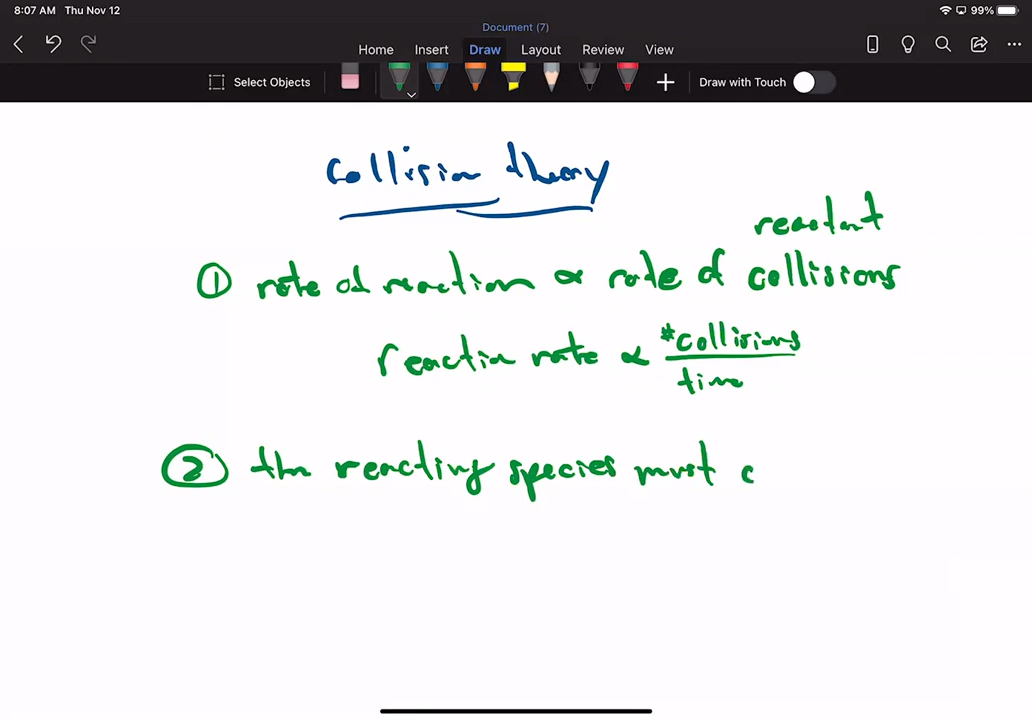 8:07 AM Thu Nov 12
99%
Document (7)
Home Insert Draw Layout Review View
Select Objects
Draw with Touch
Collision theory
reactant
① rate of reaction ∝ rate of collisions
reaction rate ∝ #collisions
time
② the reacting species must c